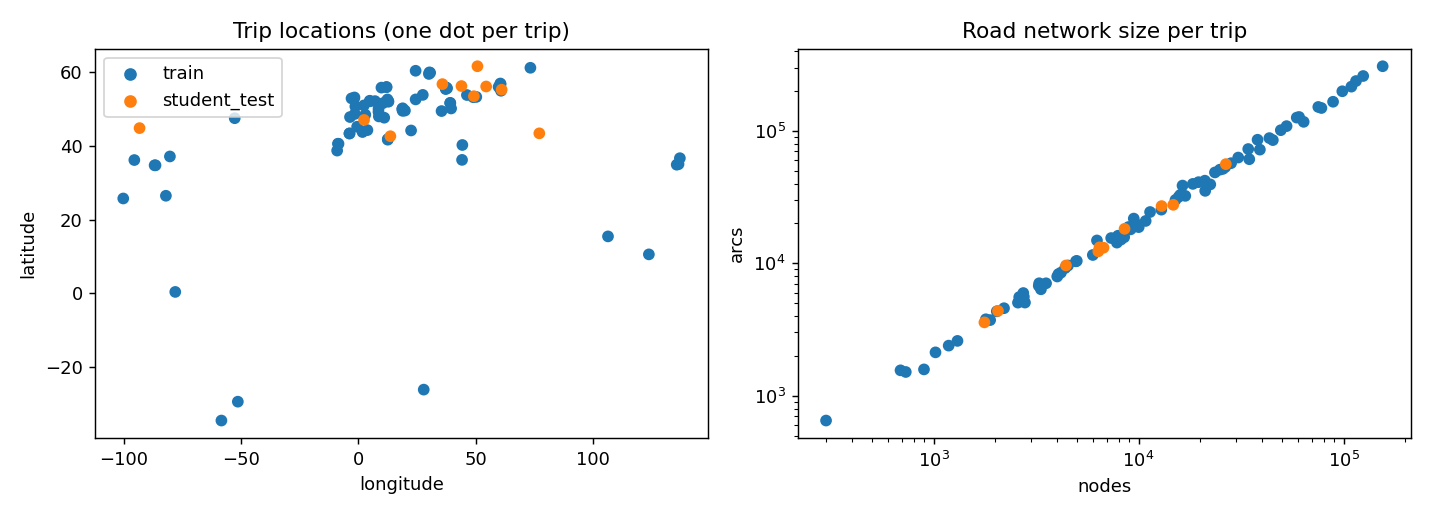 Trip locations (one dot per trip)
train
student_test
60
40
20
0
−20
latitude
−100
−50
0
50
100
longitude
Road network size per trip
10^5
10^4
10^3
arcs
10^3
10^4
10^5
nodes